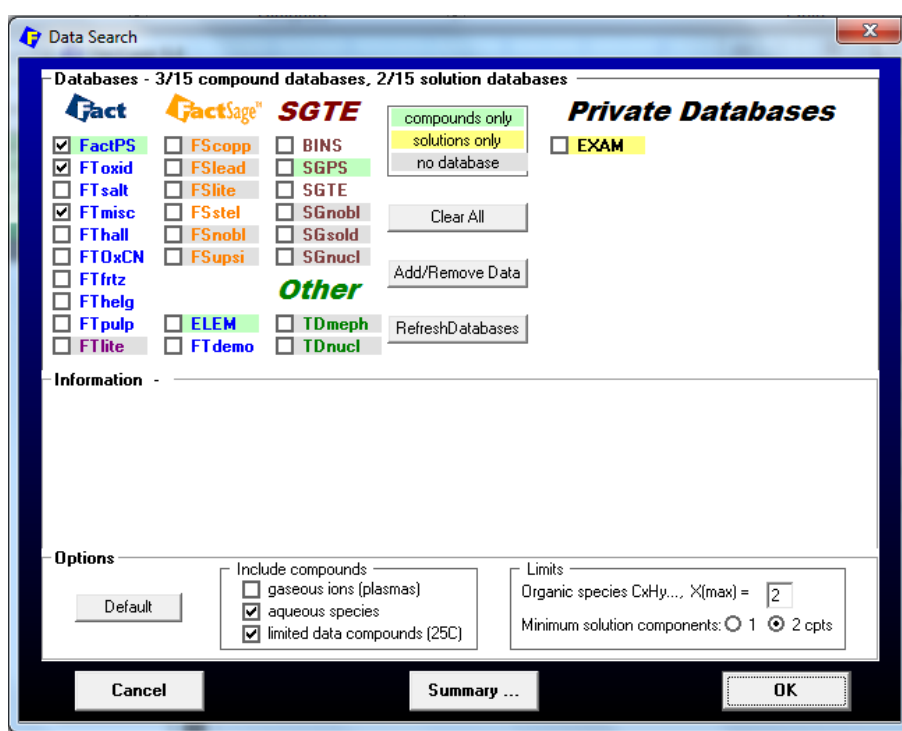 Data Search
x
Databases - 3/15 compound databases, 2/15 solution databases
Fact
FactPS
FToxid
FTsalt
FTmisc
FThall
FTOxCN
FTfrtz
FThelg
FTpulp
FTlite
FactSage™
FScopp
FSlead
FSlite
FSstel
FSnobl
FSupsi
ELEM
FTdemo
SGTE
BINS
SGPS
SGTE
SGnobl
SGsold
SGnucl
Other
TDmeph
TDnucl
compounds only
solutions only
no database
Clear All
Add/Remove Data
RefreshDatabases
Private Databases
EXAM
Information -
Options
Default
Include compounds
gaseous ions (plasmas)
aqueous species
limited data compounds (25C)
Limits
Organic species CxHy..., X(max) = 2
Minimum solution components: 1 2 cpts
Cancel
Summary ...
OK